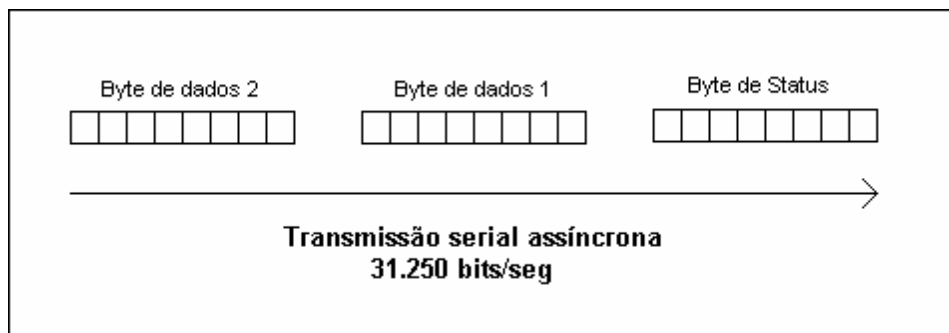 Byte de dados 2
Byte de dados 1
Byte de Status
Transmissão serial assíncrona
31.250 bits/seg